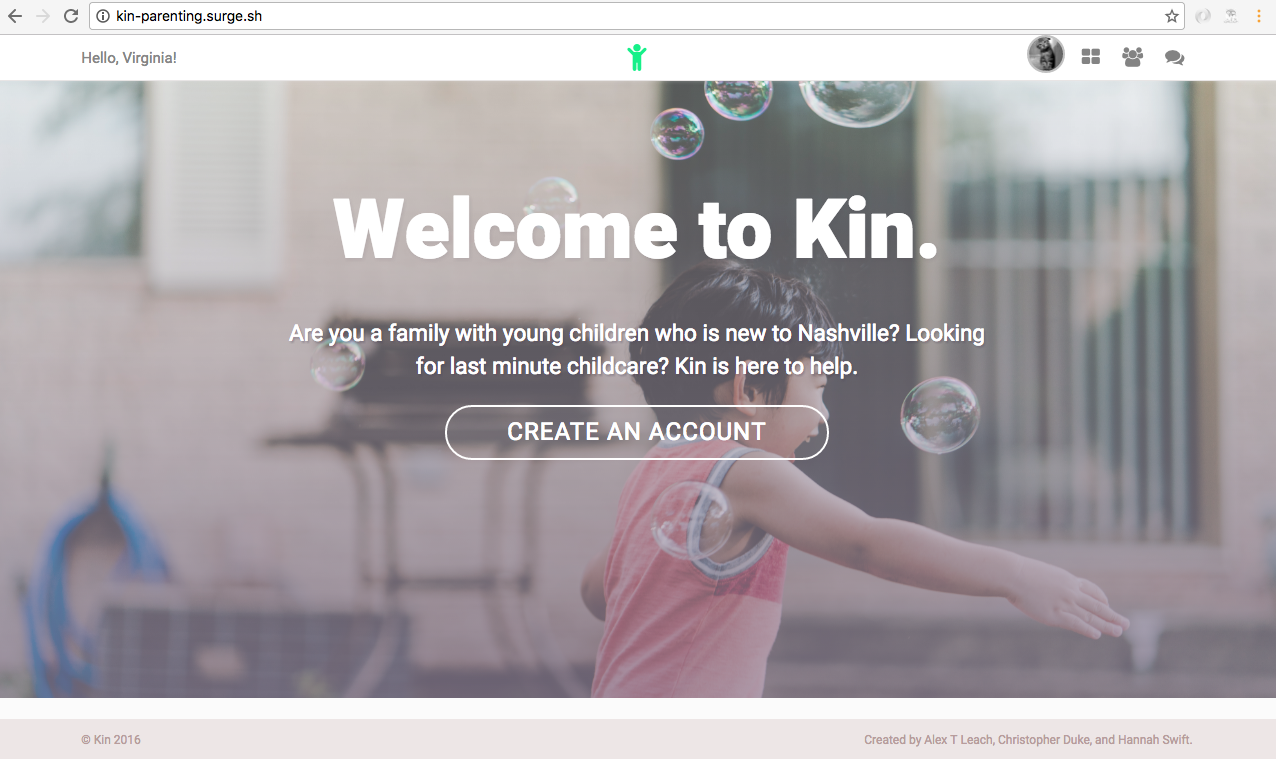 kin-parenting.surge.sh
Hello, Virginia!
Welcome to Kin.
Are you a family with young children who is new to Nashville? Looking
for last minute childcare? Kin is here to help.
CREATE AN ACCOUNT
© Kin 2016
Created by Alex T Leach, Christopher Duke, and Hannah Swift.